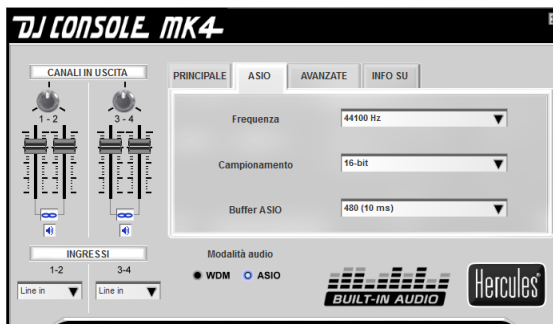 DJ CONSOLE MK4
CANALI IN USCITA
1 - 2
3 - 4
PRINCIPALE
ASIO
AVANZATE
INFO SU
Frequenza
44100 Hz
Campionamento
16-bit
Buffer ASIO
480 (10 ms)
INGRESSI
1-2
3-4
Line in
Line in
Modalità audio
WDM
ASIO
BUILT-IN AUDIO
Hercules